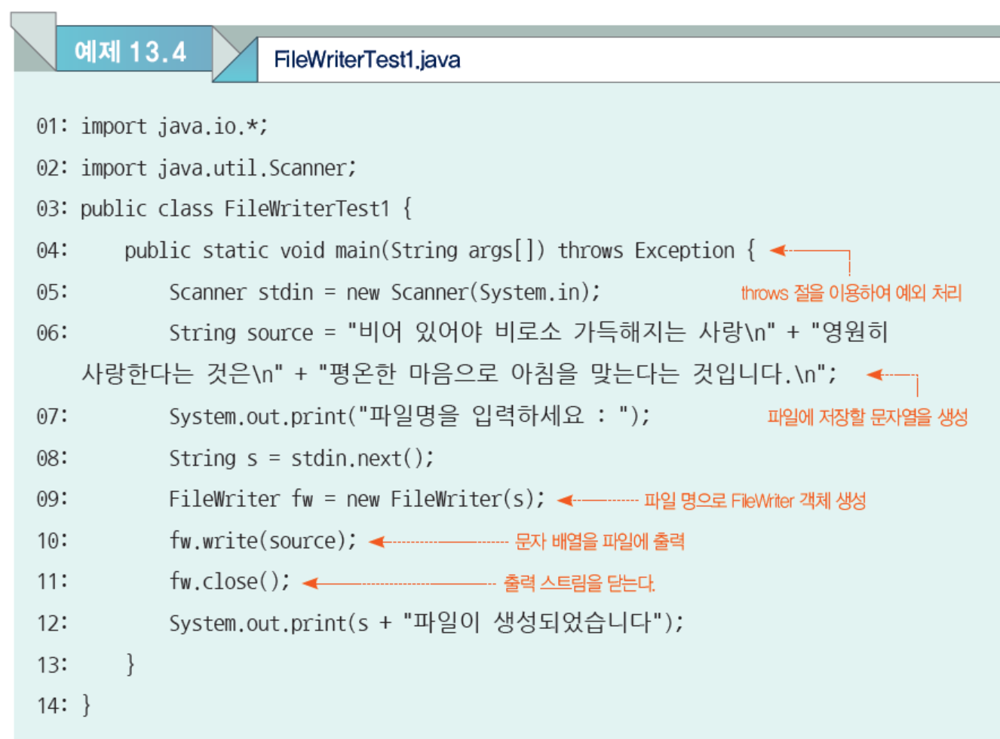 예제 13.4
FileWriterTest1.java
01: import java.io.*;
02: import java.util.Scanner;
03: public class FileWriterTest1 {
04: public static void main(String args[]) throws Exception {
05: Scanner stdin = new Scanner(System.in);
throws 절을 이용하여 예외 처리
06: String source = "비어 있어야 비로소 가득해지는 사랑\n" + "영원히
사랑한다는 것은\n" + "평온한 마음으로 아침을 맞는다는 것입니다.\n";
07: System.out.print("파일명을 입력하세요 : ");
파일에 저장할 문자열을 생성
08: String s = stdin.next();
09: FileWriter fw = new FileWriter(s); 파일 명으로 FileWriter 객체 생성
10: fw.write(source); 문자 배열을 파일에 출력
11: fw.close(); 출력 스트림을 닫는다.
12: System.out.print(s + "파일이 생성되었습니다");
13: }
14: }